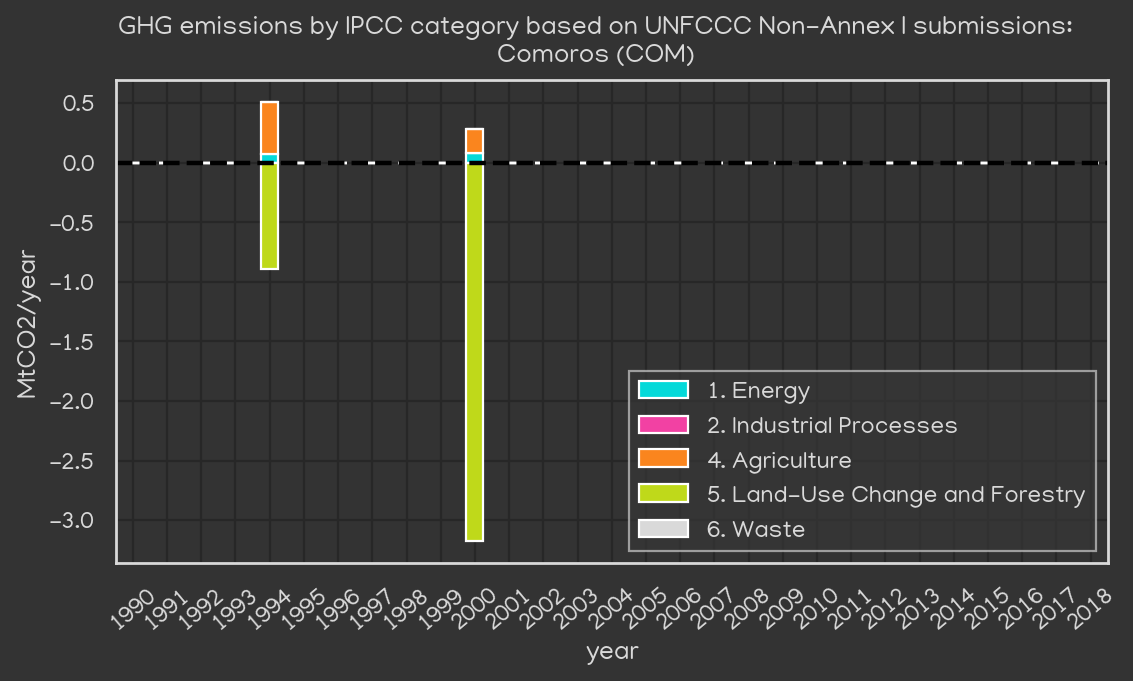 GHG emissions by IPCC category based on UNFCCC Non-Annex I submissions:
Comoros (COM)
0.5
0.0
−0.5
−1.0
−1.5
−2.0
−2.5
−3.0
MtCO2/year
1. Energy
2. Industrial Processes
4. Agriculture
5. Land-Use Change and Forestry
6. Waste
1990 1991 1992 1993 1994 1995 1996 1997 1998 1999 2000 2001 2002 2003 2004 2005 2006 2007 2008 2009 2010 2011 2012 2013 2014 2015 2016 2017 2018
year